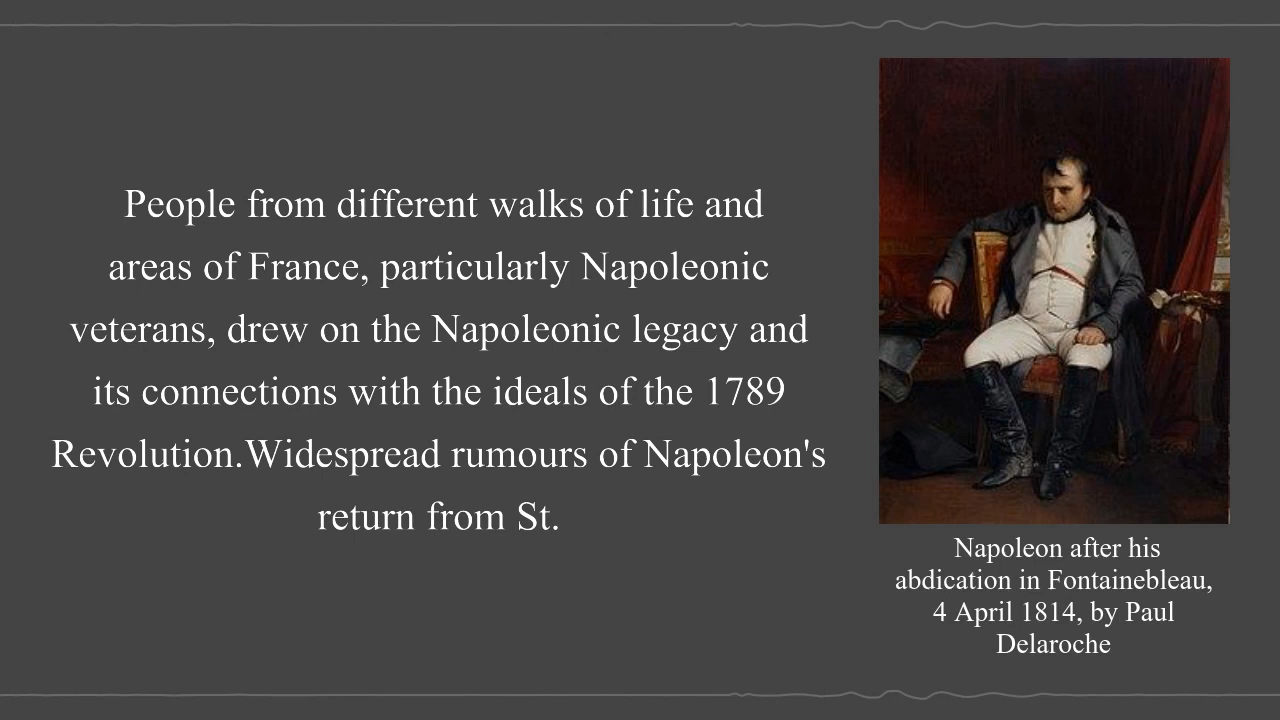 People from different walks of life and
areas of France, particularly Napoleonic
veterans, drew on the Napoleonic legacy and
its connections with the ideals of the 1789
Revolution.Widespread rumours of Napoleon's
return from St.
Napoleon after his
abdication in Fontainebleau,
4 April 1814, by Paul
Delaroche